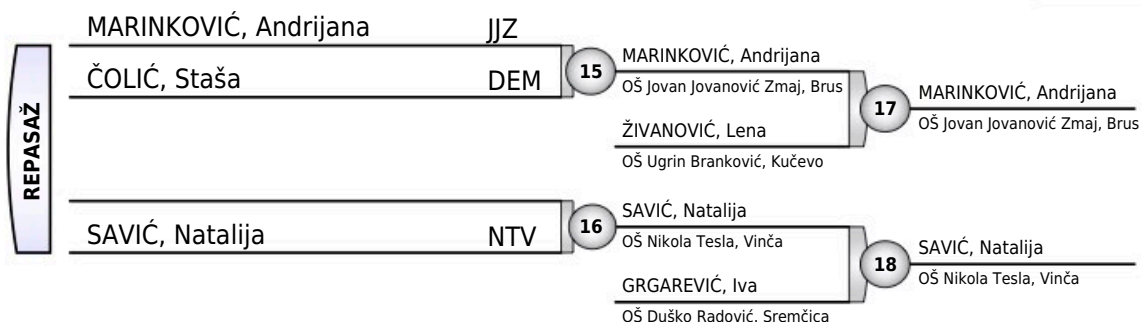 REPASAŽ
MARINKOVIĆ, Andrijana JJZ
ČOLIĆ, Staša DEM
15
MARINKOVIĆ, Andrijana
OŠ Jovan Jovanović Zmaj, Brus
ŽIVANOVIĆ, Lena
OŠ Ugrin Branković, Kučevo
17
MARINKOVIĆ, Andrijana
OŠ Jovan Jovanović Zmaj, Brus
SAVIĆ, Natalija NTV
16
SAVIĆ, Natalija
OŠ Nikola Tesla, Vinča
GRGAREVIĆ, Iva
OŠ Duško Radović, Sremčica
18
SAVIĆ, Natalija
OŠ Nikola Tesla, Vinča